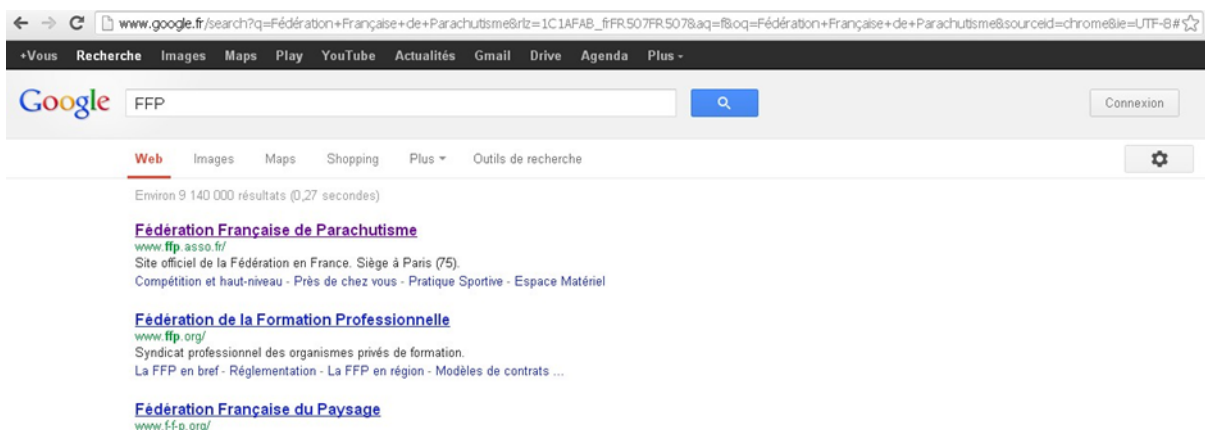 www.google.fr/search?q=Fédération+Française+de+Parachutisme&rlz=1C1AFAB_frFR507FR507&aq=f&oq=Fédération+Française+de+Parachutisme&sourceid=chrome&ie=UTF-8#
+Vous Recherche Images Maps Play YouTube Actualités Gmail Drive Agenda Plus
Google FFP Connexion
Web Images Maps Shopping Plus Outils de recherche
Environ 9 140 000 résultats (0,27 secondes)
Fédération Française de Parachutisme
www.ffp.asso.fr/
Site officiel de la Fédération en France. Siège à Paris (75).
Compétition et haut-niveau - Près de chez vous - Pratique Sportive - Espace Matériel
Fédération de la Formation Professionnelle
www.ffp.org/
Syndicat professionnel des organismes privés de formation.
La FFP en bref - Réglementation - La FFP en région - Modèles de contrats ...
Fédération Française du Paysage
www.f-f-p.org/